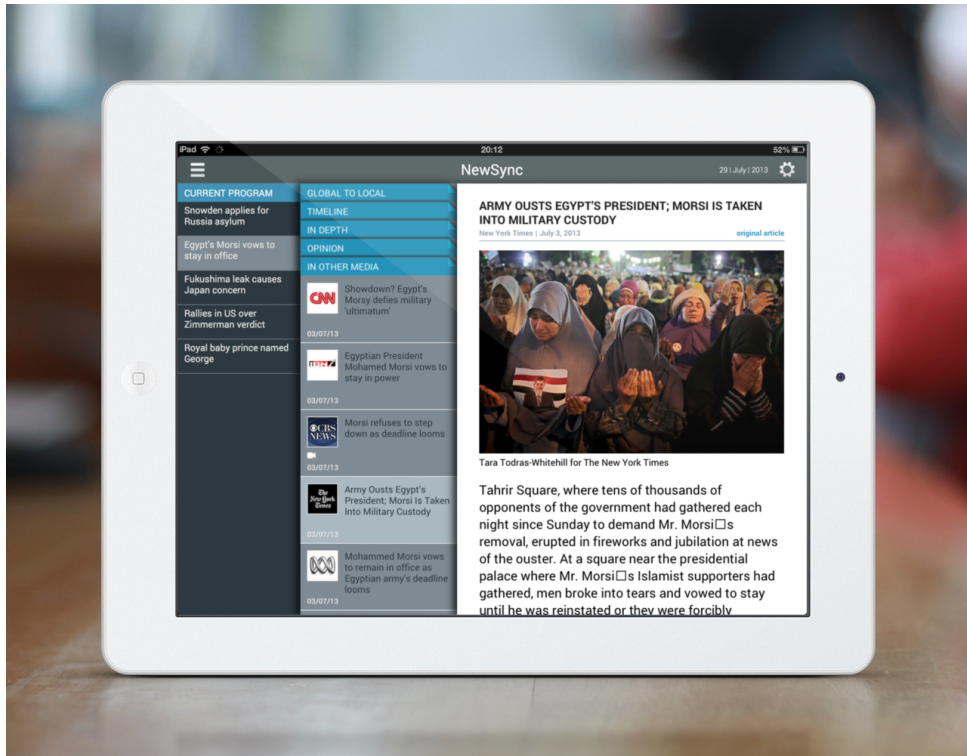 iPad
20:12
52%
NewSync
29 | July | 2013
CURRENT PROGRAM
Snowden applies for
Russia asylum
Egypt's Morsi vows to
stay in office
Fukushima leak causes
Japan concern
Rallies in US over
Zimmerman verdict
Royal baby prince named
George
GLOBAL TO LOCAL
TIMELINE
IN DEPTH
OPINION
IN OTHER MEDIA
CNN
Showdown? Egypt's
Morsy defies military
'ultimatum'
03/07/13
Egyptian President
Mohamed Morsi vows to
stay in power
03/07/13
CBS
NEWS
Morsi refuses to step
down as deadline looms
03/07/13
The
New York
Times
Army Ousts Egypt's
President; Morsi Is Taken
Into Military Custody
03/07/13
Mohammed Morsi vows
to remain in office as
Egyptian army's deadline
looms
03/07/13
ARMY OUSTS EGYPT'S PRESIDENT; MORSI IS TAKEN
INTO MILITARY CUSTODY
New York Times | July 3, 2013
original article
Tara Todras-Whitehill for The New York Times
Tahrir Square, where tens of thousands of
opponents of the government had gathered each
night since Sunday to demand Mr. Morsi□s
removal, erupted in fireworks and jubilation at news
of the ouster. At a square near the presidential
palace where Mr. Morsi□s Islamist supporters had
gathered, men broke into tears and vowed to stay
until he was reinstated or they were forcibly